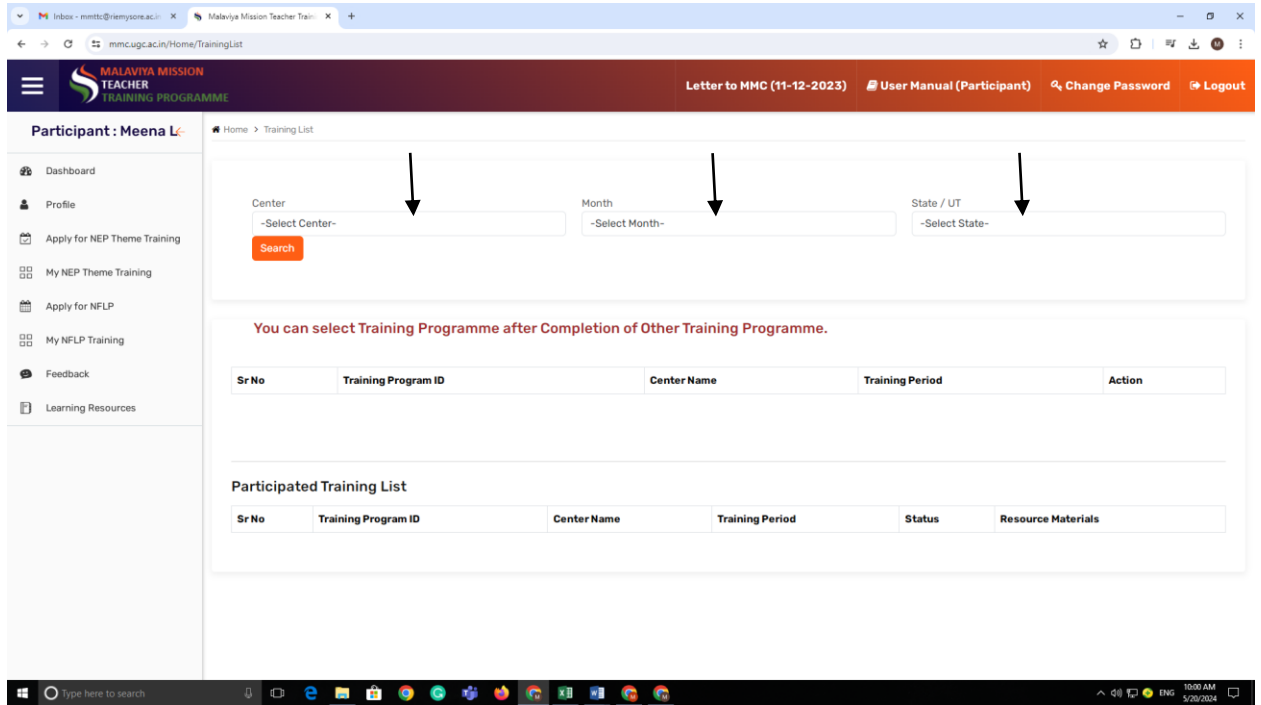 Inbox - mmttc@riemysore.ac.in
Malaviya Mission Teacher Traini
mmc.ugc.ac.in/Home/TrainingList
M
MALAVIYA MISSION
TEACHER
TRAINING PROGRAMME
Letter to MMC (11-12-2023)
User Manual (Participant)
Change Password
Logout
Participant : Meena L
Home > Training List
Dashboard
Profile
Apply for NEP Theme Training
My NEP Theme Training
Apply for NFLP
My NFLP Training
Feedback
Learning Resources
Center
-Select Center-
Month
-Select Month-
State / UT
-Select State-
Search
You can select Training Programme after Completion of Other Training Programme.
Sr No Training Program ID Center Name Training Period Action
Participated Training List
Sr No Training Program ID Center Name Training Period Status Resource Materials
Type here to search
ENG
10:00 AM
5/20/2024